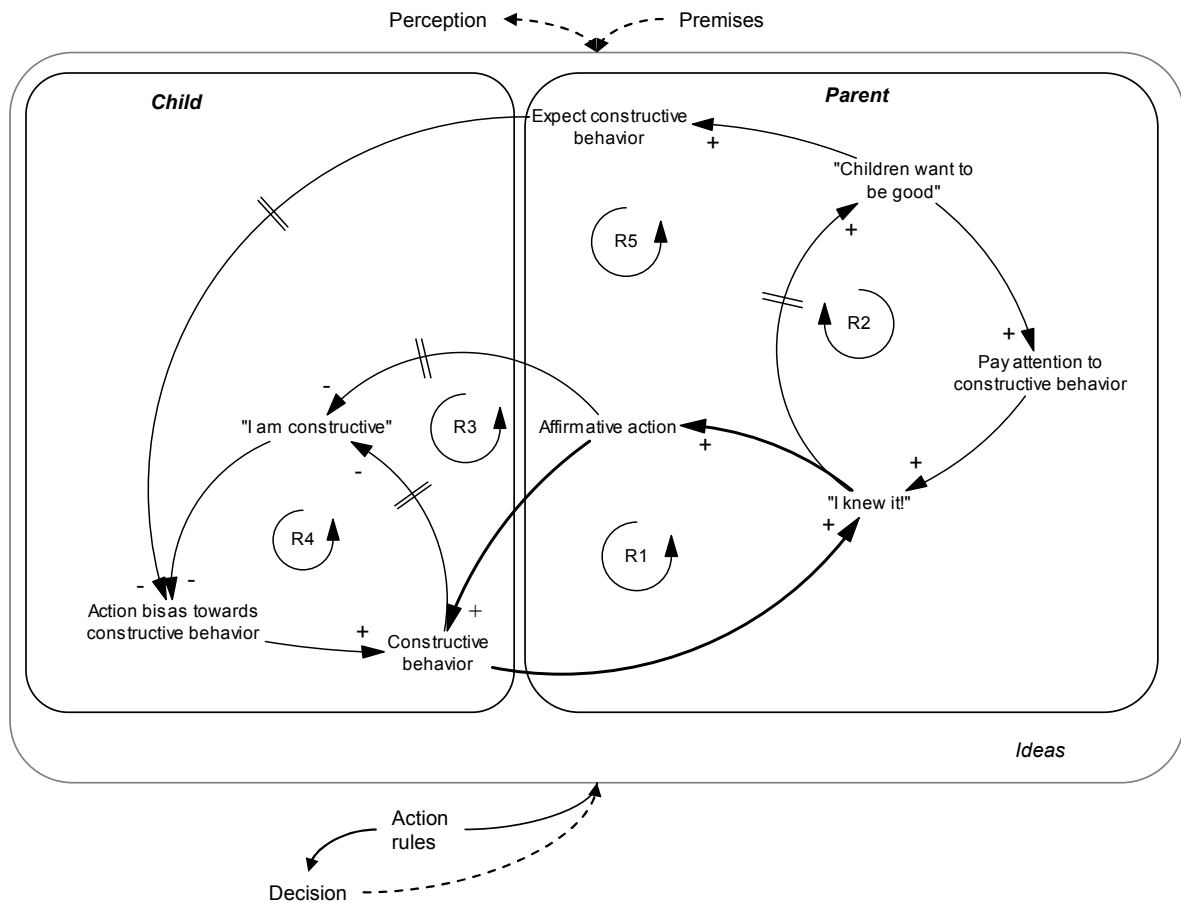 Perception
Premises
Child
Parent
Expect constructive
behavior
+
"Children want to
be good"
+
R5
R2
+
Pay attention to
constructive behavior
-
"I am constructive"
R3
Affirmative action
+
-
+
"I knew it!"
+
R4
R1
-
-
Action bisas towards
constructive behavior
+
+
Constructive
behavior
Ideas
Action
rules
Decision